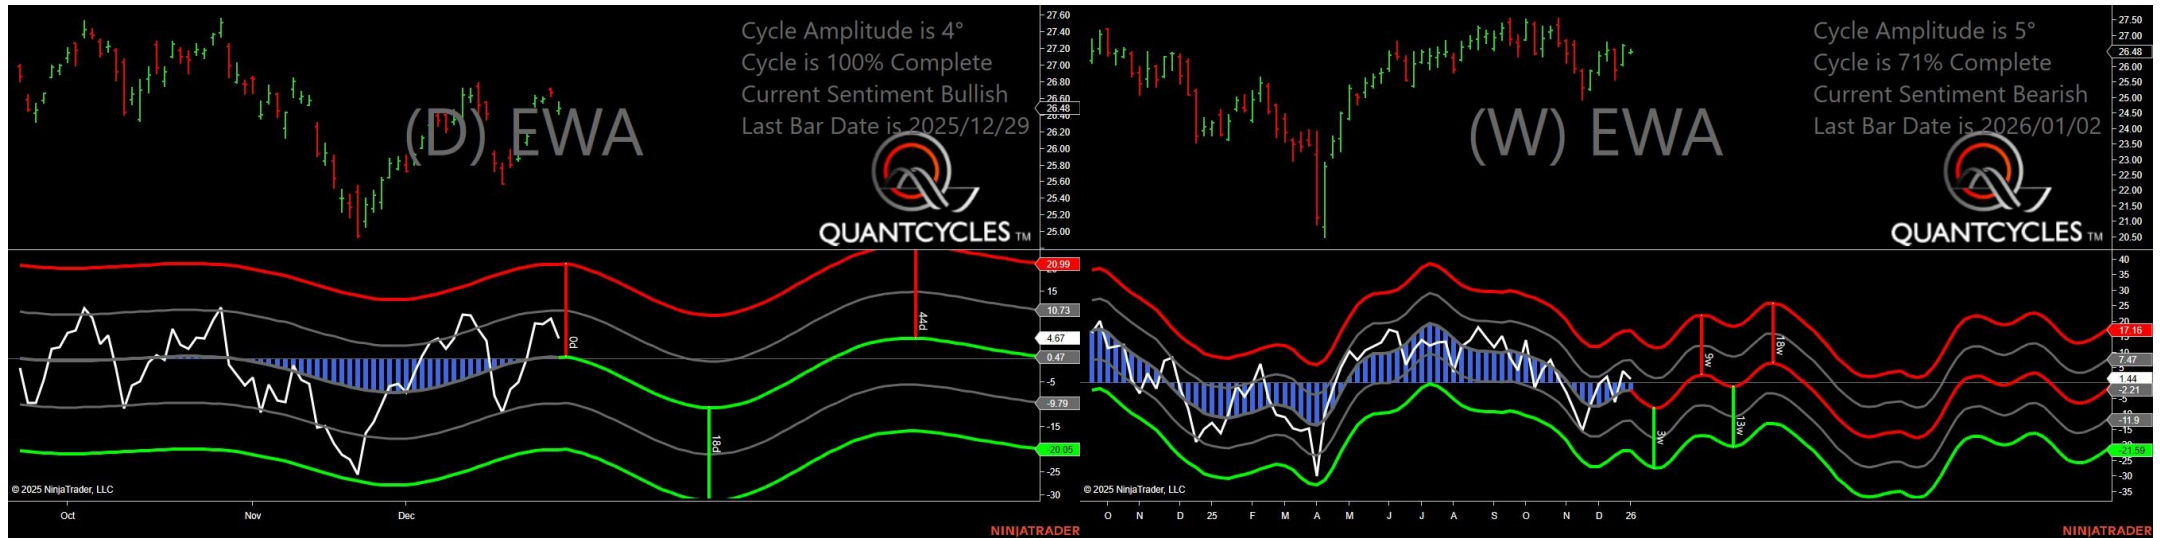 Cycle Amplitude is 4°
Cycle is 100% Complete
Current Sentiment Bullish
Last Bar Date is 2025/12/29
(D) EWA
QUANTCYCLES TM
27.60
27.40
27.20
27.00
26.80
26.60
26.48
26.40
26.20
26.00
25.80
25.60
25.40
25.20
25.00
20.99
15
10.73
4.67
0.47
-5
-9.79
-15
-20.05
-25
-30
0d
18d
44d
© 2025 NinjaTrader, LLC
Oct Nov Dec
NINJATRADER
Cycle Amplitude is 5°
Cycle is 71% Complete
Current Sentiment Bearish
Last Bar Date is 2026/01/02
(W) EWA
QUANTCYCLES TM
27.50
27.00
26.48
26.00
25.50
25.00
24.50
24.00
23.50
23.00
22.50
22.00
21.50
21.00
20.50
40
35
30
25
17.16
7.47
1.44
-2.21
-5
-11.9
-15
-21.59
-25
-30
-35
3w
9w
13w
18w
© 2025 NinjaTrader, LLC
O N D 25 F M A M J J A S O N D 26
NINJATRADER